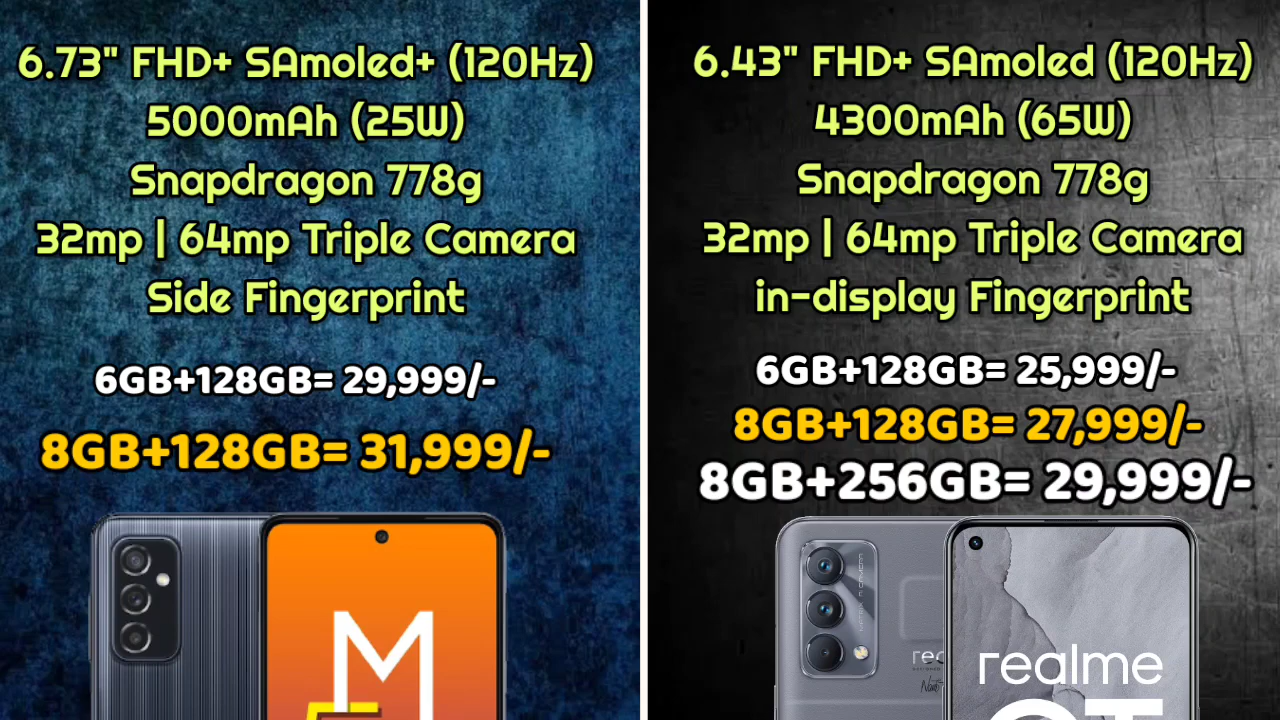 6.73" FHD+ SAmoled+ (120Hz)
5000mAh (25W)
Snapdragon 778g
32mp | 64mp Triple Camera
Side Fingerprint
6GB+128GB= 29,999/-
8GB+128GB= 31,999/-
M
6.43" FHD+ SAmoled (120Hz)
4300mAh (65W)
Snapdragon 778g
32mp | 64mp Triple Camera
in-display Fingerprint
6GB+128GB= 25,999/-
8GB+128GB= 27,999/-
8GB+256GB= 29,999/-
realme
GT